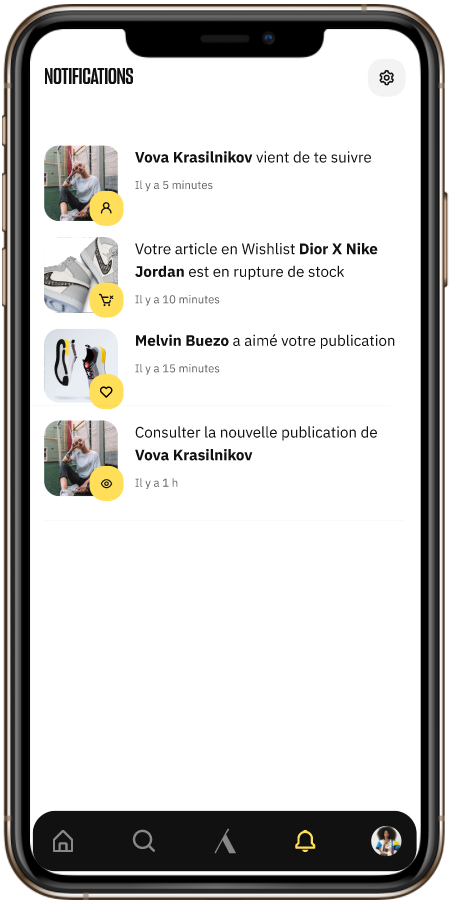 NOTIFICATIONS
Vova Krasilnikov vient de te suivre
Il y a 5 minutes
Votre article en Wishlist Dior X Nike
Jordan est en rupture de stock
Il y a 10 minutes
Melvin Buezo a aimé votre publication
Il y a 15 minutes
Consulter la nouvelle publication de
Vova Krasilnikov
Il y a 1 h